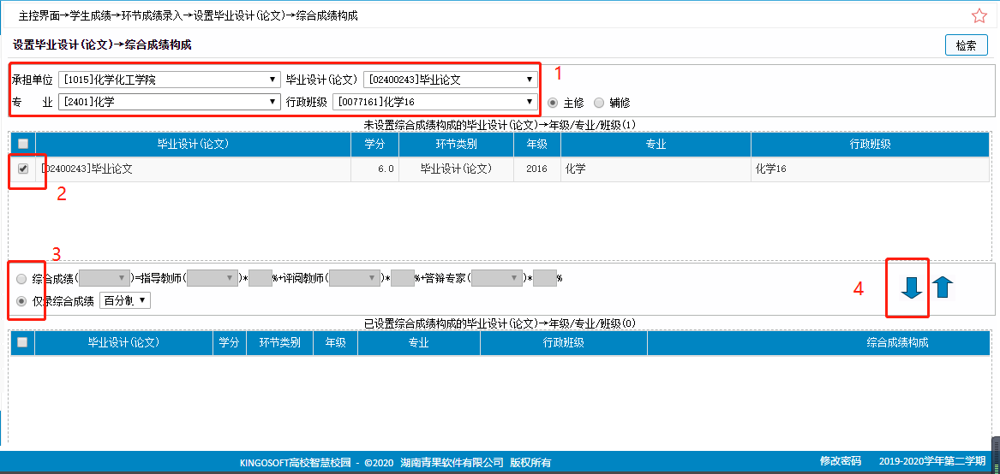 主控界面→学生成绩→环节成绩录入→设置毕业设计(论文)→综合成绩构成
设置毕业设计(论文)→综合成绩构成
检索
承担单位 [1015]化学化工学院 毕业设计(论文) [02400243]毕业论文 1
专 业 [2401]化学 行政班级 [0077161]化学16 主修 辅修
未设置综合成绩构成的毕业设计(论文)→年级/专业/班级(1)
毕业设计(论文) 学分 环节类别 年级 专业 行政班级
[02400243]毕业论文 6.0 毕业设计(论文) 2016 化学 化学16
2
3
综合成绩( )=指导教师( )* %+评阅教师( )* %+答辩专家( )* %
4
仅录综合成绩 百分制
已设置综合成绩构成的毕业设计(论文)→年级/专业/班级(0)
毕业设计(论文) 学分 环节类别 年级 专业 行政班级 综合成绩构成
KINGOSOFT高校智慧校园 - ©2020 湖南青果软件有限公司 版权所有 修改密码 2019-2020学年第二学期